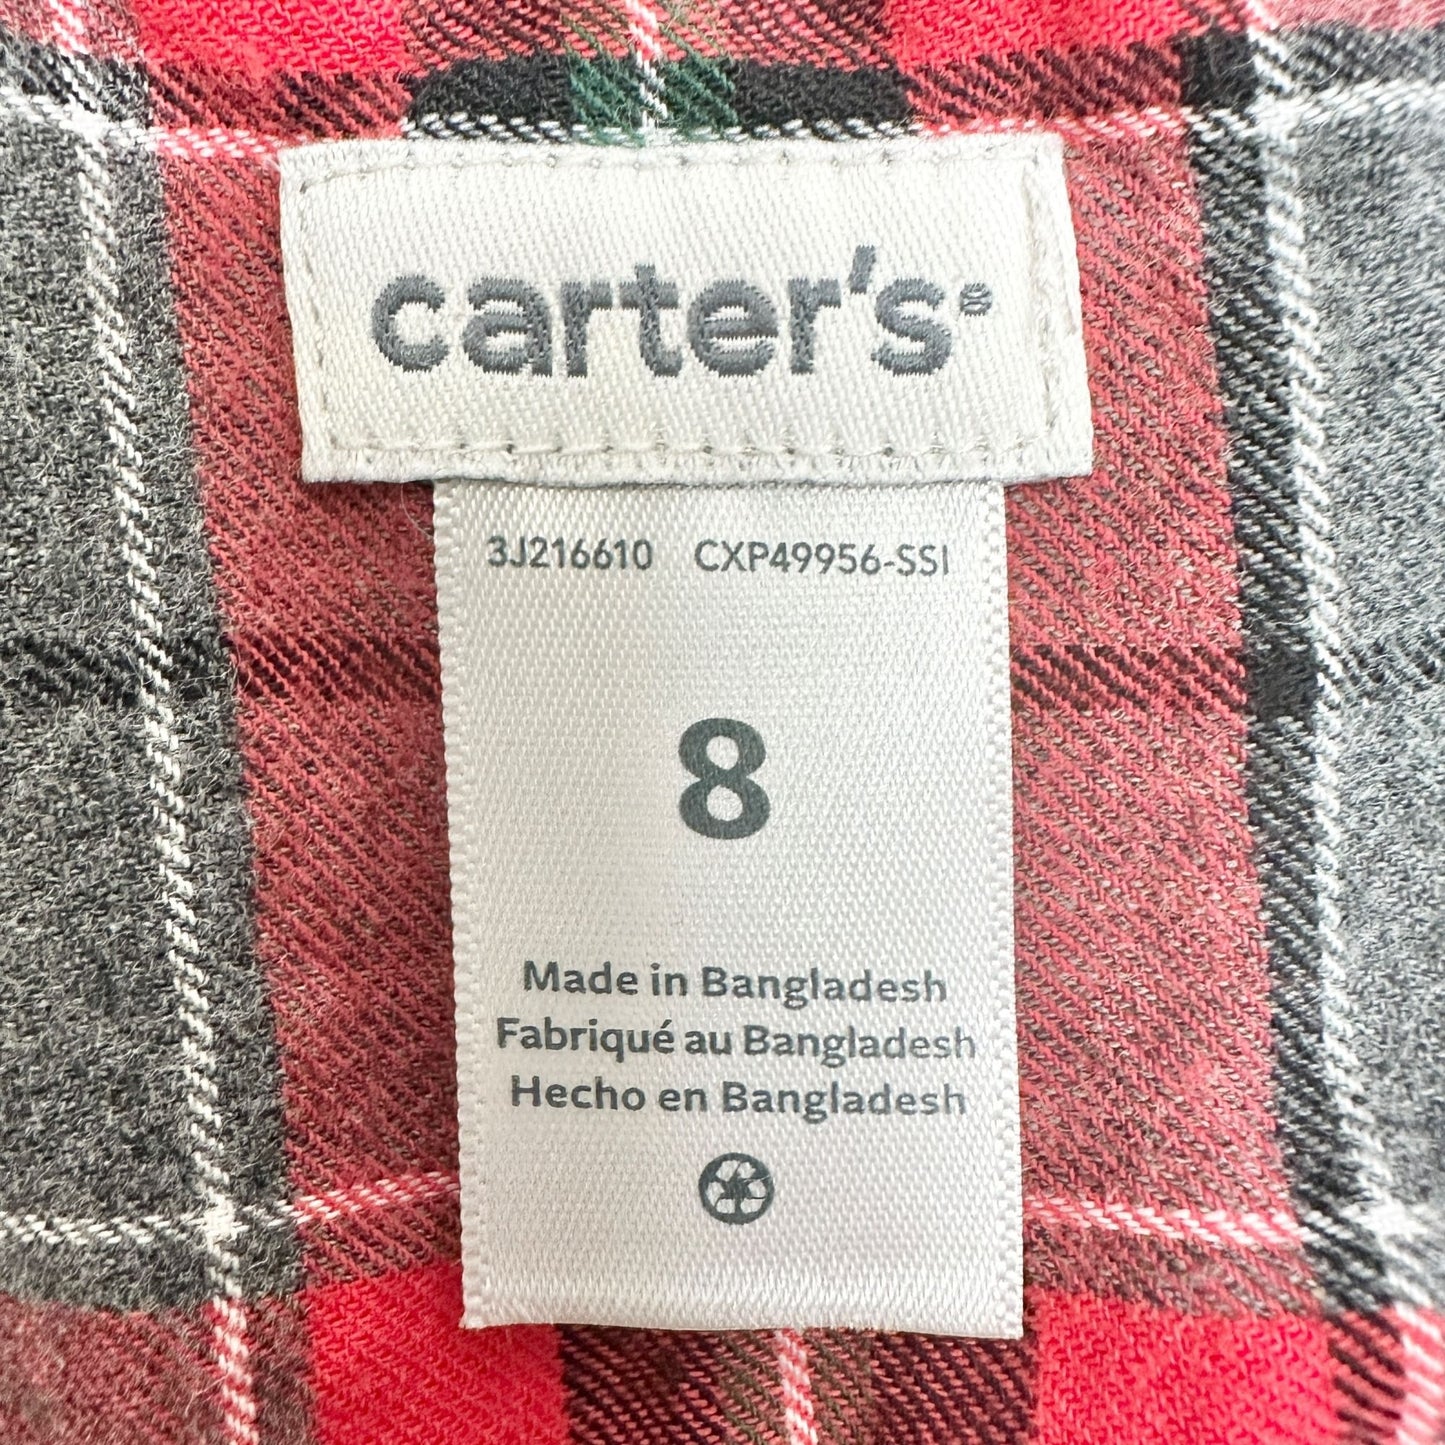 carter's®
3J216610 CXP49956-SSI
8
Made in Bangladesh
Fabriqué au Bangladesh
Hecho en Bangladesh